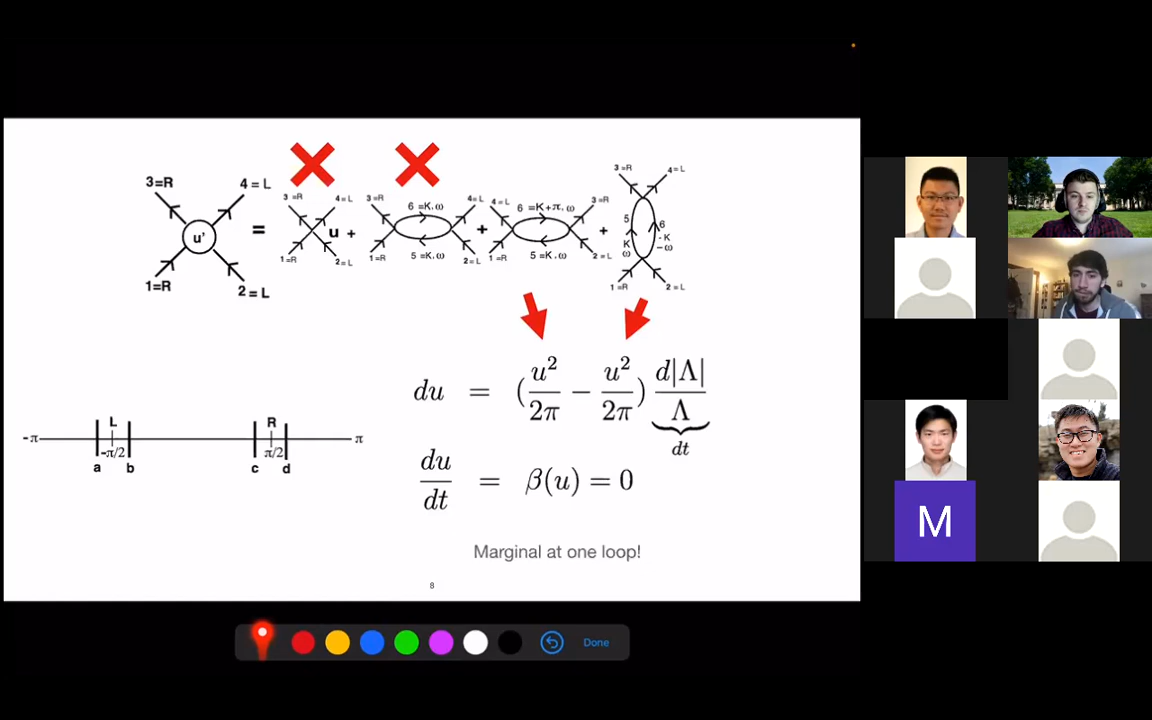 3=R 4 = L
u'
1=R 2 = L
=
3 =R 4= L
u +
1=R 2= L
3=R 4= L
6 =K. ω
5 =K. ω
1=R 2= L
+
4= L 3=R
6 =K+π. ω
5 =K. ω
1=R 2 = L
+
3 =R 4= L
5 6
K ω
- K - ω
1=R 2 = L
du = (u²/2π − u²/2π) d|Λ|/Λ
dt
du/dt = β(u) = 0
Marginal at one loop!
-π L R π
-π/2 π/2
a b c d
8
M
Done